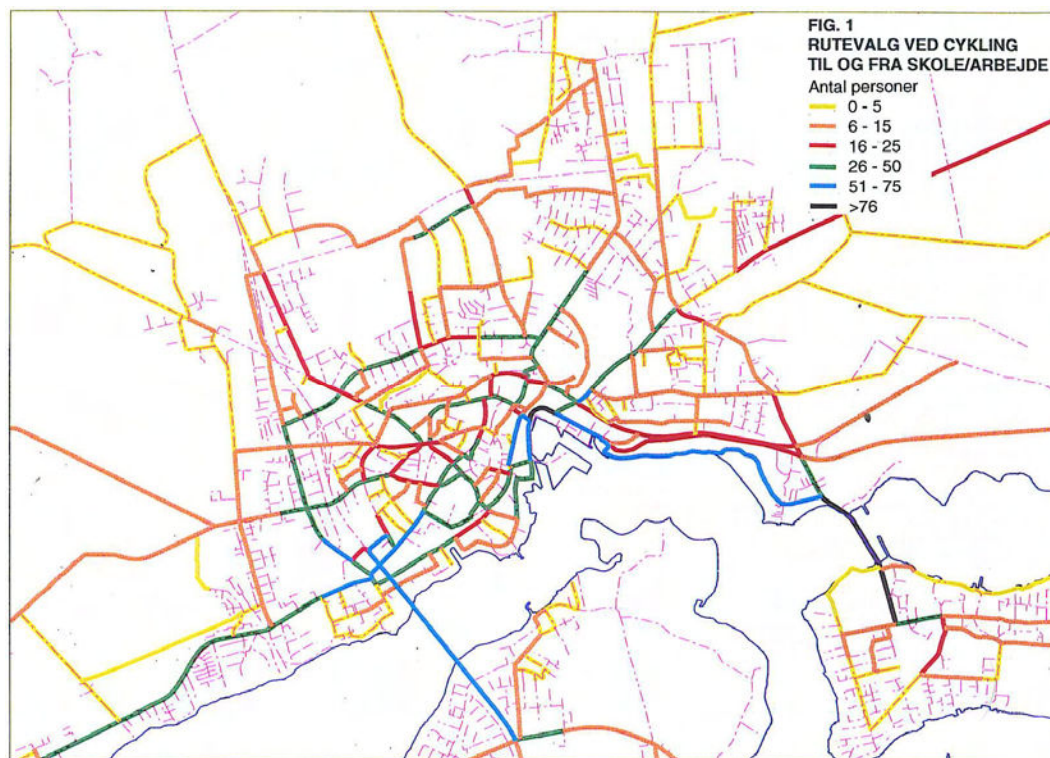 FIG. 1
RUTEVALG VED CYKLING
TIL OG FRA SKOLE/ARBEJDE
Antal personer
0 - 5
6 - 15
16 - 25
26 - 50
51 - 75
>76